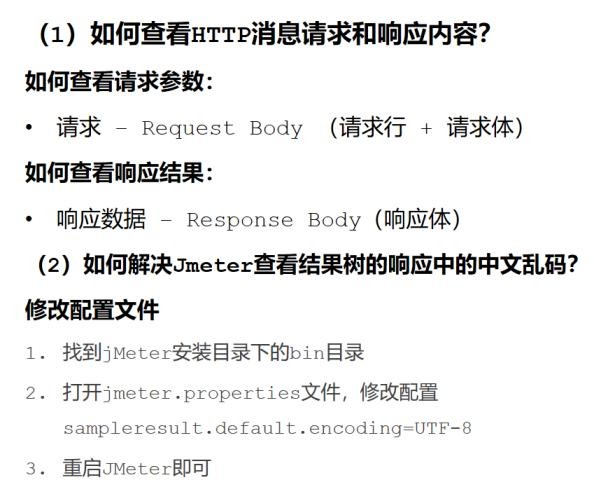 （1）如何查看HTTP消息请求和响应内容？
如何查看请求参数：
• 请求 – Request Body （请求行 + 请求体）
如何查看响应结果：
• 响应数据 – Response Body（响应体）
（2）如何解决Jmeter查看结果树的响应中的中文乱码？
修改配置文件
1. 找到jMeter安装目录下的bin目录
2. 打开jmeter.properties文件，修改配置
sampleresult.default.encoding=UTF-8
3. 重启JMeter即可